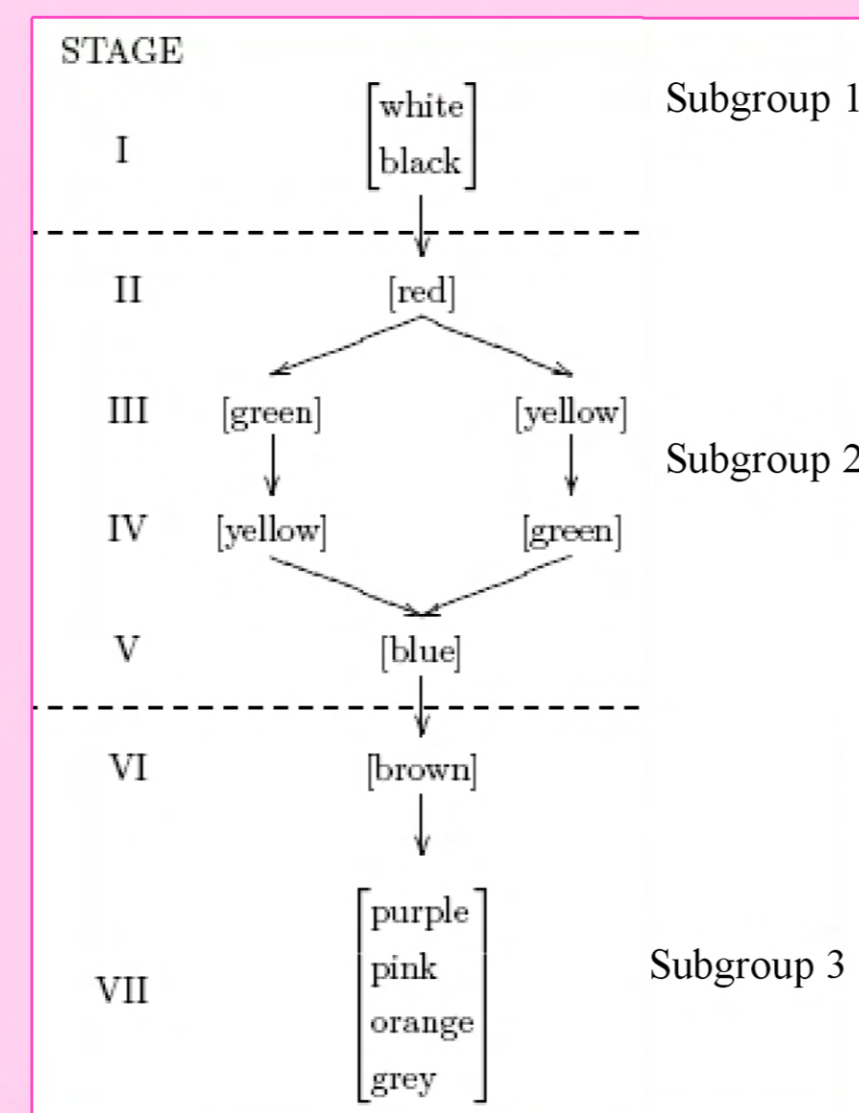 STAGE
[white
black]
Subgroup 1
I
II [red]
III [green] [yellow]
Subgroup 2
IV [yellow] [green]
V [blue]
VI [brown]
[purple
pink
Subgroup 3
VII
orange
grey]